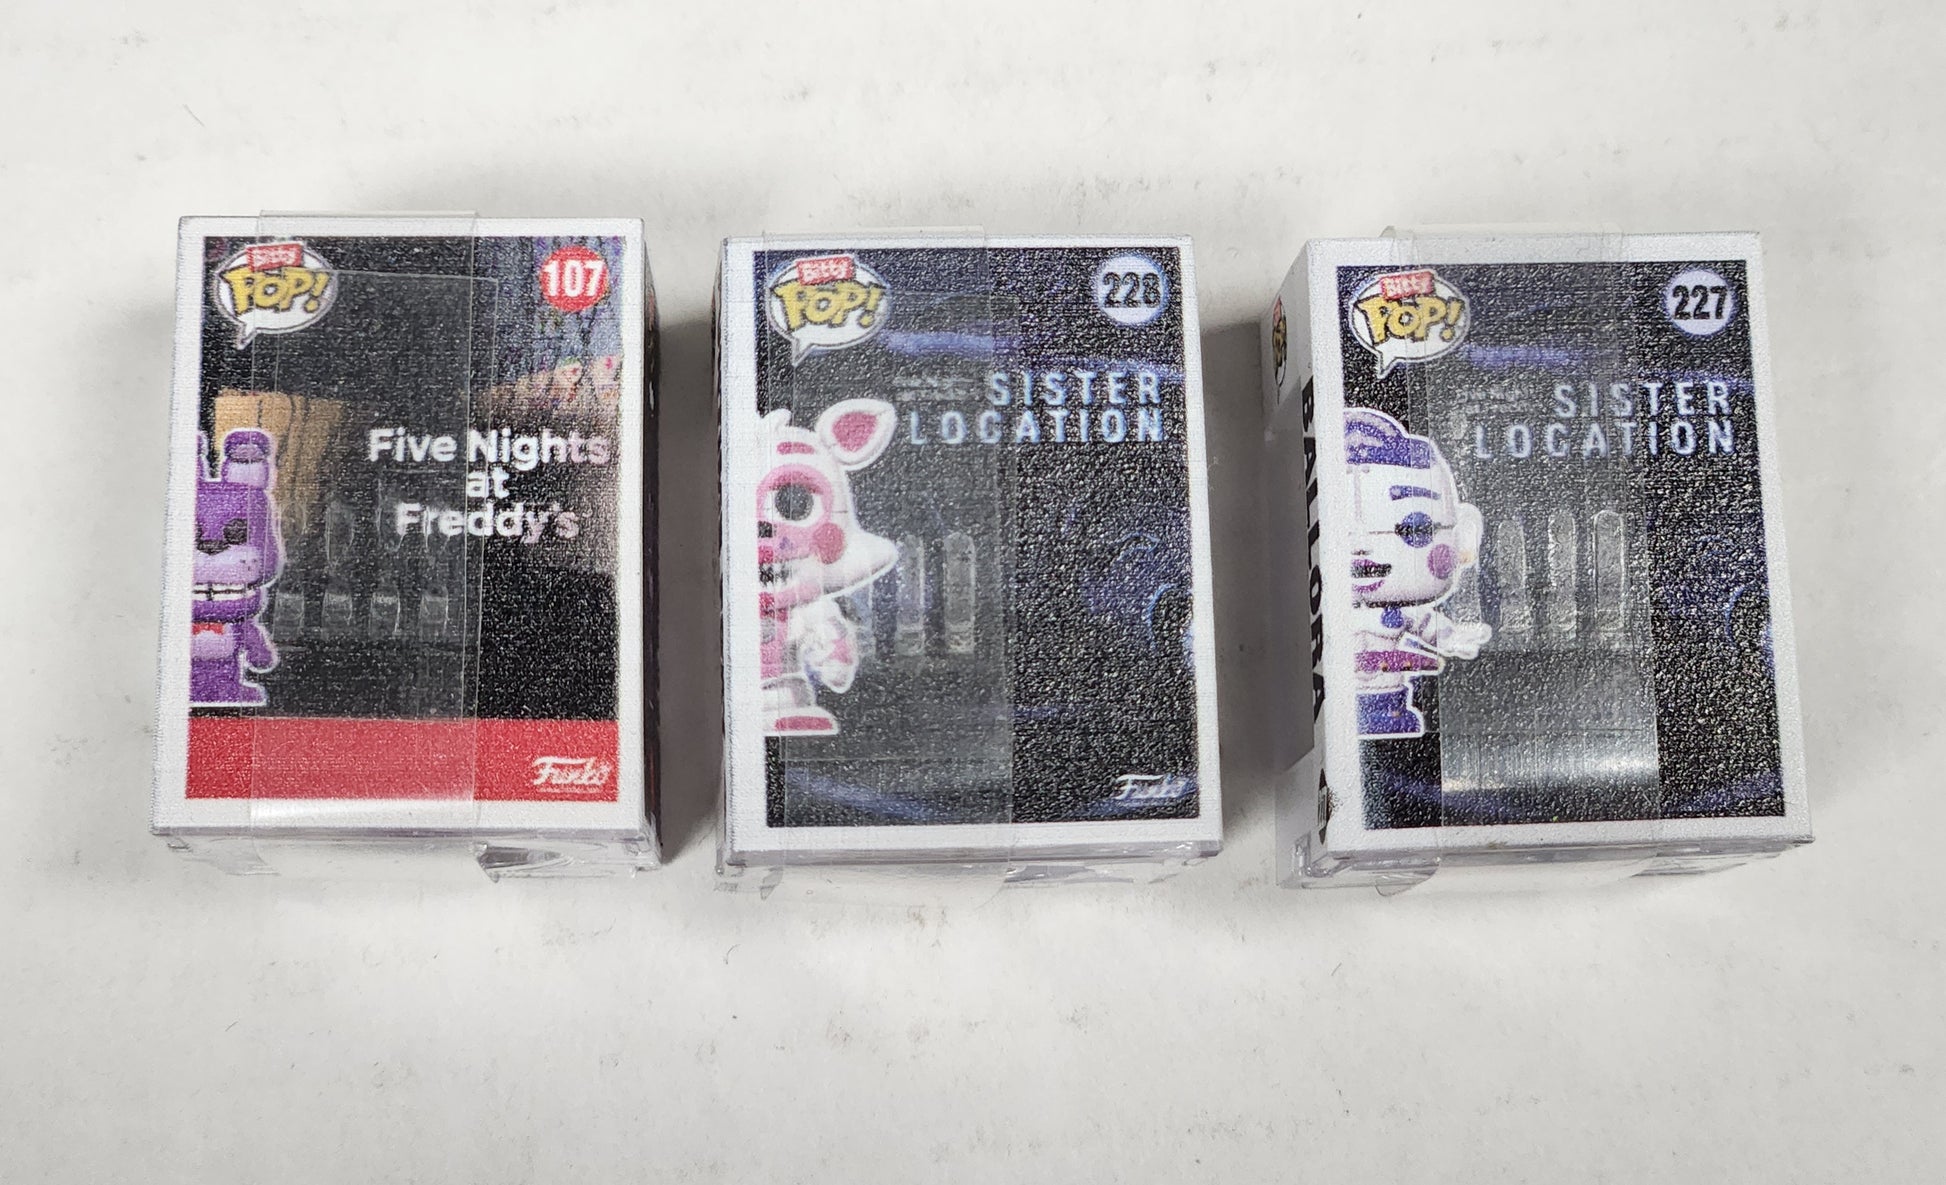 Bitty
POP!
107
Five Nights
at
Freddy's
Funko
Bitty
POP!
228
SISTER
LOCATION
Funko
Bitty
POP!
227
SISTER
LOCATION
BALLORA